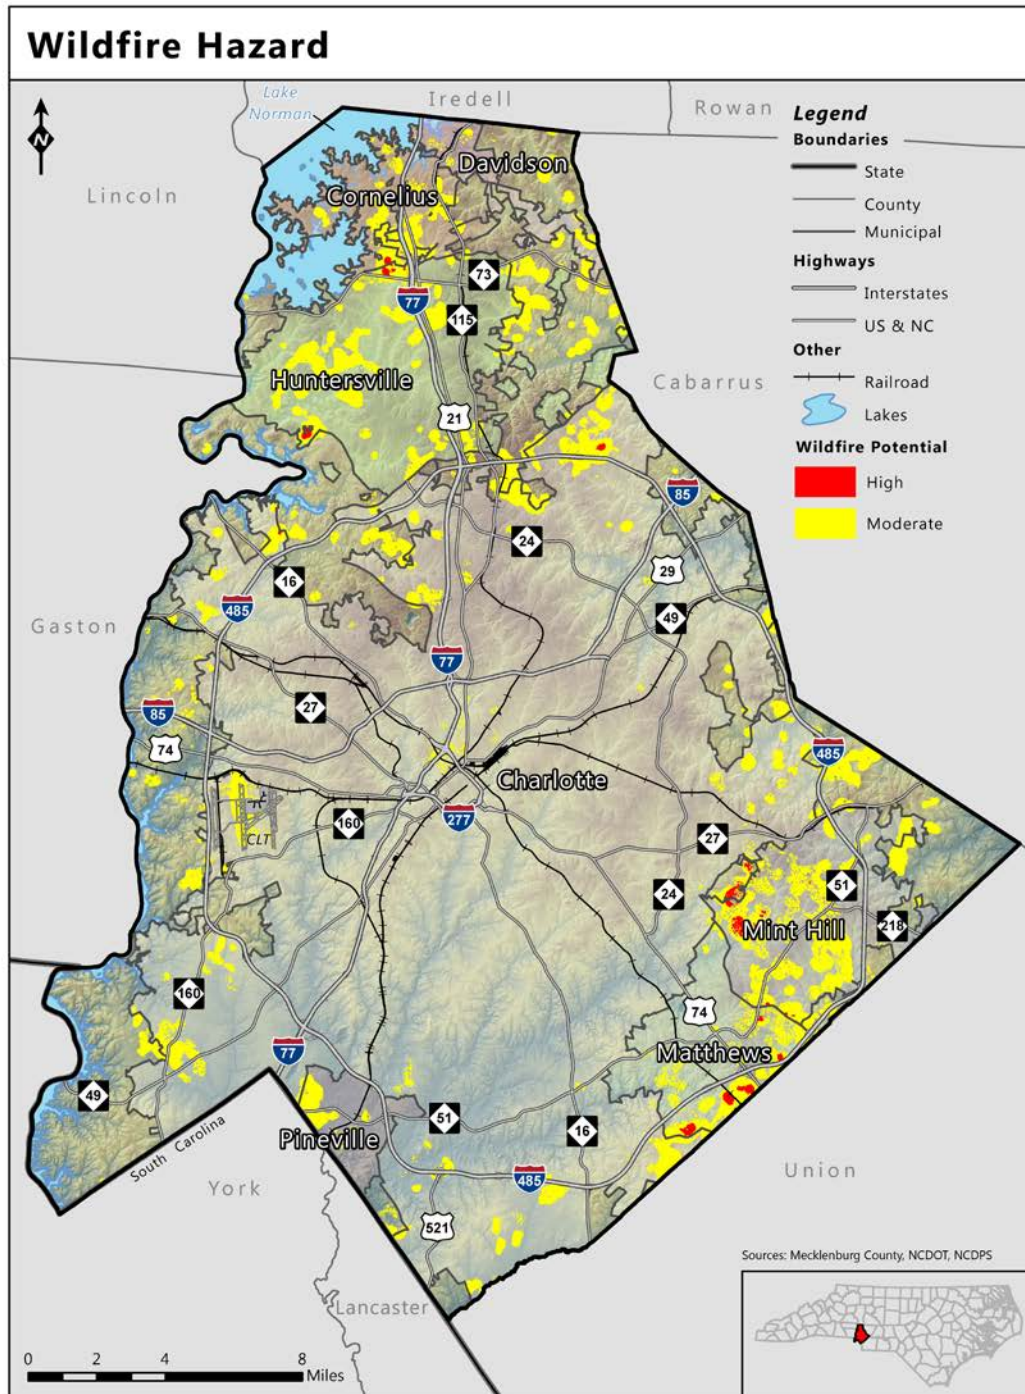 Wildfire Hazard
Lake
Norman
Iredell
Rowan
Legend
Boundaries
State
County
Municipal
Highways
Interstates
US & NC
Other
Railroad
Lakes
Wildfire Potential
High
Moderate
N
Lincoln
Davidson
Cornelius
73
77
115
Huntersville
Cabarrus
21
85
24
29
16
485
49
Gaston
77
27
85
74
485
Charlotte
CLT
160
277
27
51
24
Mint Hill
218
160
74
77
Matthews
49
51
16
Pineville
South Carolina
York
485
Union
521
Lancaster
Sources: Mecklenburg County, NCDOT, NCDPS
0 2 4 8
Miles